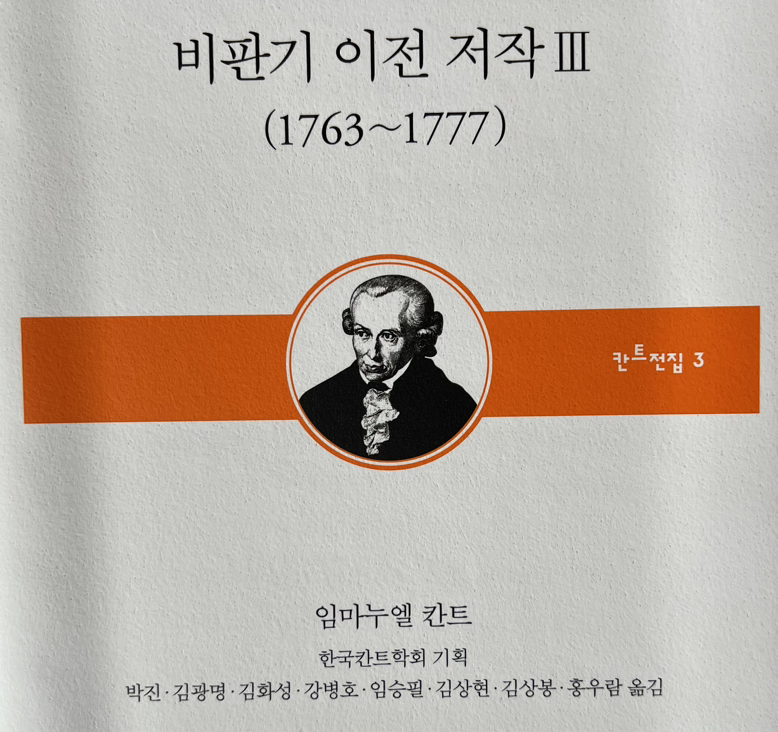 비판기 이전 저작 Ⅲ
(1763~1777)
칸트전집 3
임마누엘 칸트
한국칸트학회 기획
박진·김광명·김화성·강병호·임승필·김상현·김상봉·홍우람 옮김